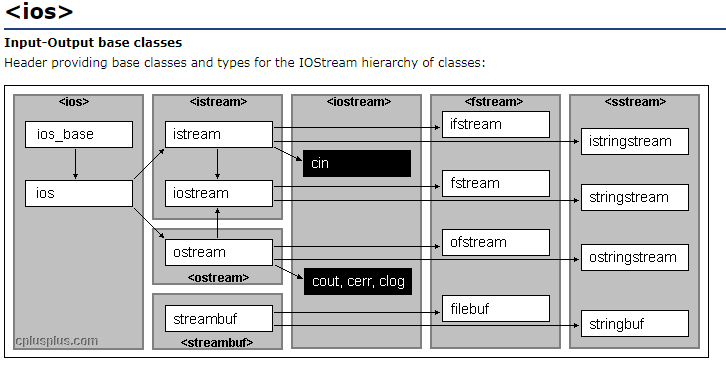 <ios>
Input-Output base classes
Header providing base classes and types for the IOStream hierarchy of classes:
<ios>
ios_base
ios
cplusplus.com
<istream>
istream
iostream
ostream
<ostream>
streambuf
<streambuf>
<iostream>
cin
cout, cerr, clog
<fstream>
ifstream
fstream
ofstream
filebuf
<sstream>
istringstream
stringstream
ostringstream
stringbuf